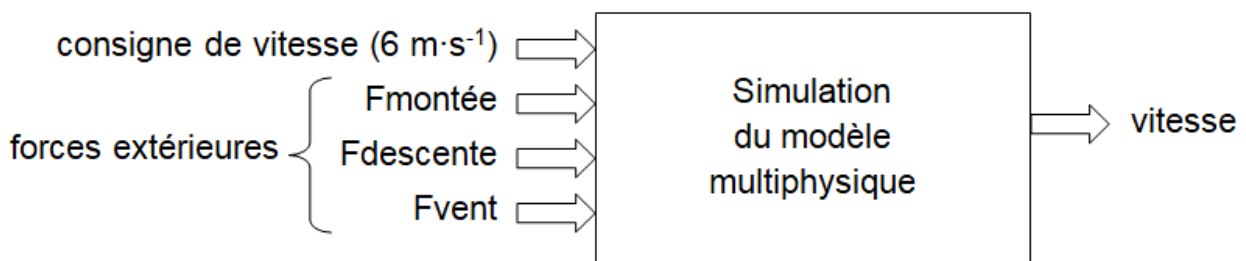 consigne de vitesse (6 m·s⁻¹)
Fmontée
forces extérieures
Fdescente
Fvent
Simulation
du modèle
multiphysique
vitesse